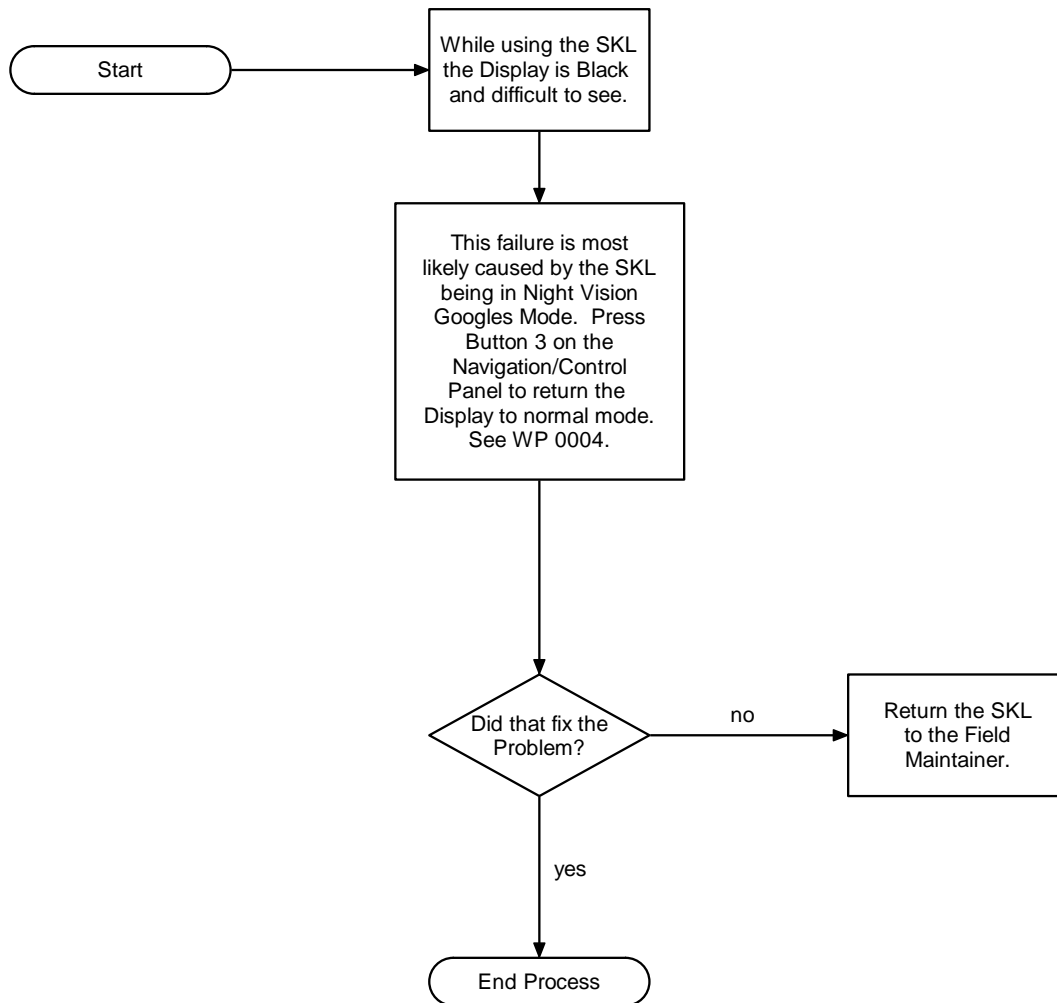 Start
While using the SKL
the Display is Black
and difficult to see.
This failure is most
likely caused by the SKL
being in Night Vision
Googles Mode.  Press
Button 3 on the
Navigation/Control
Panel to return the
Display to normal mode.
See WP 0004.
Did that fix the
Problem?
no
Return the SKL
to the Field
Maintainer.
yes
End Process